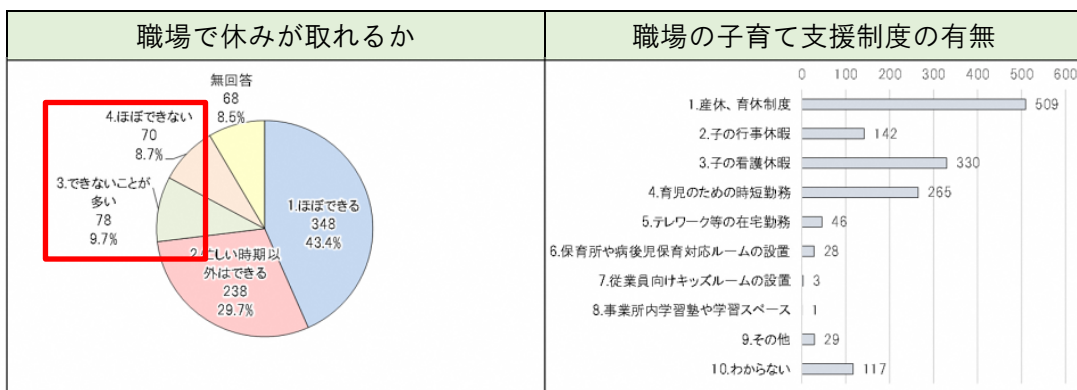 職場で休みが取れるか
職場の子育て支援制度の有無
無回答
68
8.5%
4.ほぼできない
70
8.7%
3.できないことが
多い
78
9.7%
1.ほぼできる
348
43.4%
2.忙しい時期以
外はできる
238
29.7%
0 100 200 300 400 500 600
1.産休、育休制度 509
2.子の行事休暇 142
3.子の看護休暇 330
4.育児のための時短勤務 265
5.テレワーク等の在宅勤務 46
6.保育所や病後児保育対応ルームの設置 28
7.従業員向けキッズルームの設置 3
8.事業所内学習塾や学習スペース 1
9.その他 29
10.わからない 117